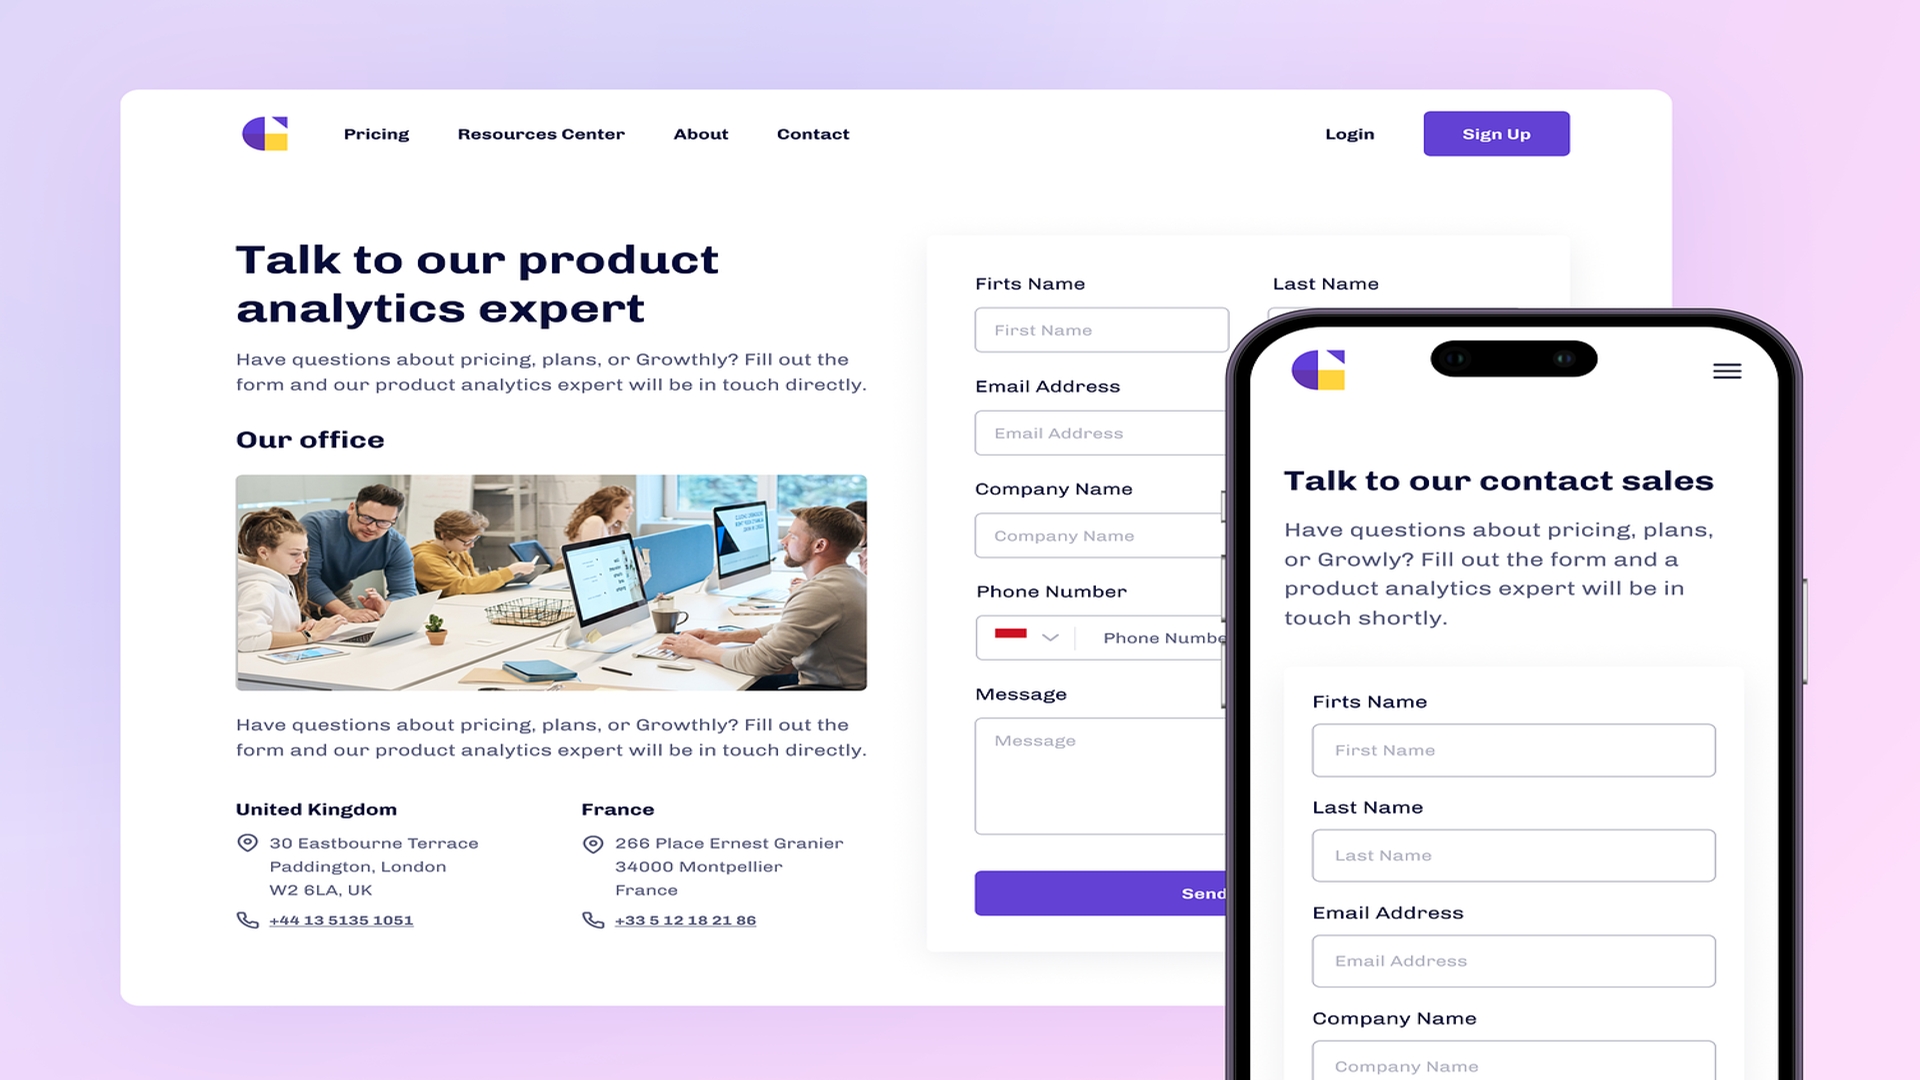 Pricing
Resources Center
About
Contact
Login
Sign Up
Talk to our product
analytics expert
Have questions about pricing, plans, or Growthly? Fill out the
form and our product analytics expert will be in touch directly.
Our office
Have questions about pricing, plans, or Growthly? Fill out the
form and our product analytics expert will be in touch directly.
United Kingdom
30 Eastbourne Terrace
Paddington, London
W2 6LA, UK
+44 13 5135 1051
France
266 Place Ernest Granier
34000 Montpellier
France
+33 5 12 18 21 86
Firts Name
First Name
Last Name
Email Address
Email Address
Company Name
Company Name
Phone Number
Phone Numbe
Message
Message
Send
Talk to our contact sales
Have questions about pricing, plans,
or Growly? Fill out the form and a
product analytics expert will be in
touch shortly.
Firts Name
First Name
Last Name
Last Name
Email Address
Email Address
Company Name
Company Name